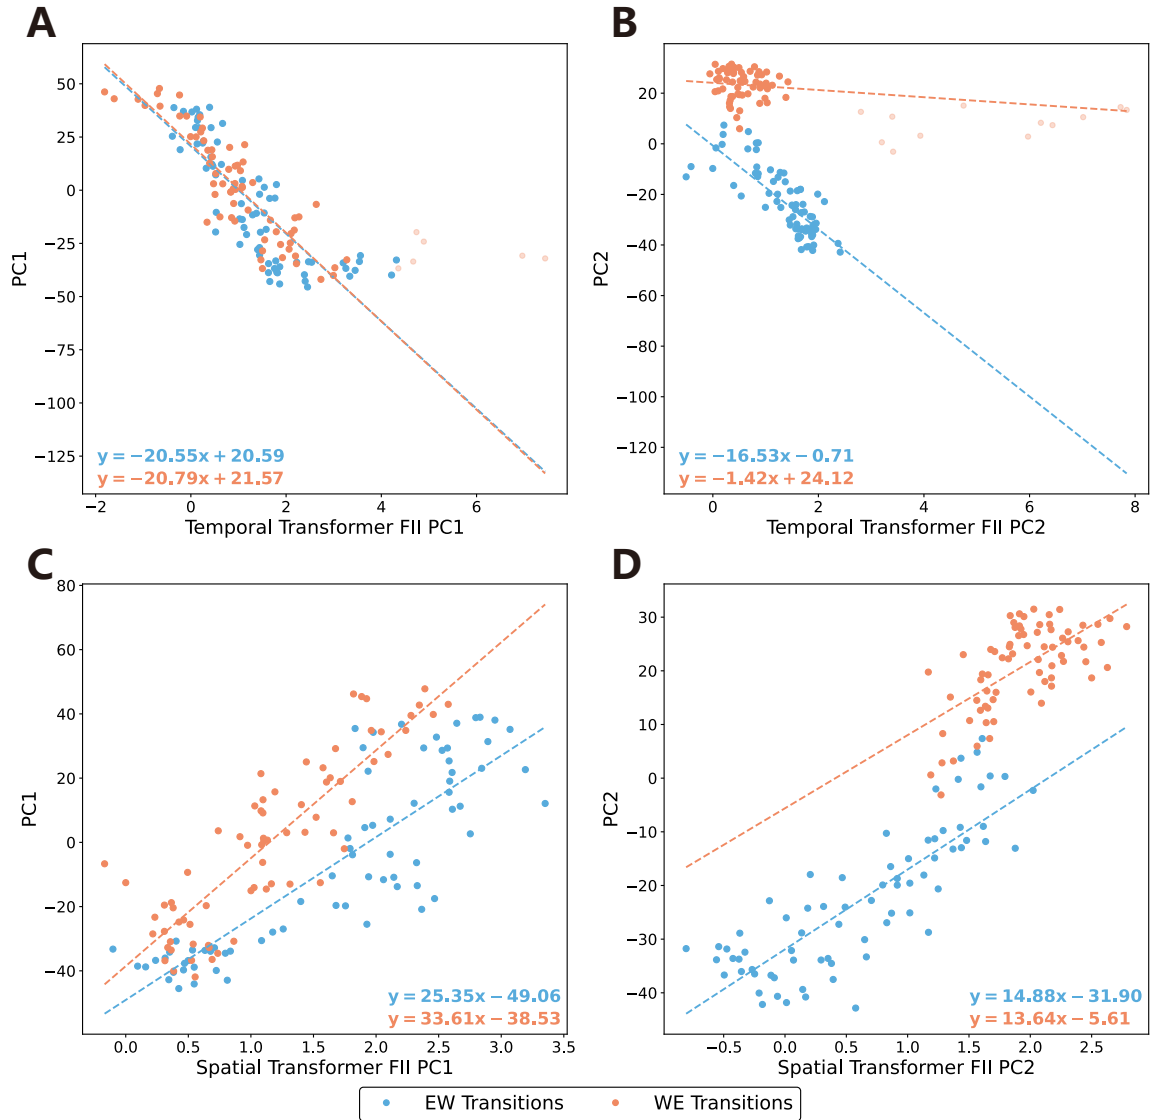 A
B
50
25
0
−25
−50
−75
−100
−125
PC1
−2
0
2
4
6
Temporal Transformer FII PC1
y = −20.55x + 20.59
y = −20.79x + 21.57
20
0
−20
−40
−60
−80
−100
−120
PC2
0
2
4
6
8
Temporal Transformer FII PC2
y = −16.53x − 0.71
y = −1.42x + 24.12
C
D
80
60
40
20
0
−20
−40
PC1
0.0
0.5
1.0
1.5
2.0
2.5
3.0
3.5
Spatial Transformer FII PC1
y = 25.35x − 49.06
y = 33.61x − 38.53
30
20
10
0
−10
−20
−30
−40
PC2
−0.5
0.0
0.5
1.0
1.5
2.0
2.5
Spatial Transformer FII PC2
y = 14.88x − 31.90
y = 13.64x − 5.61
EW Transitions
WE Transitions